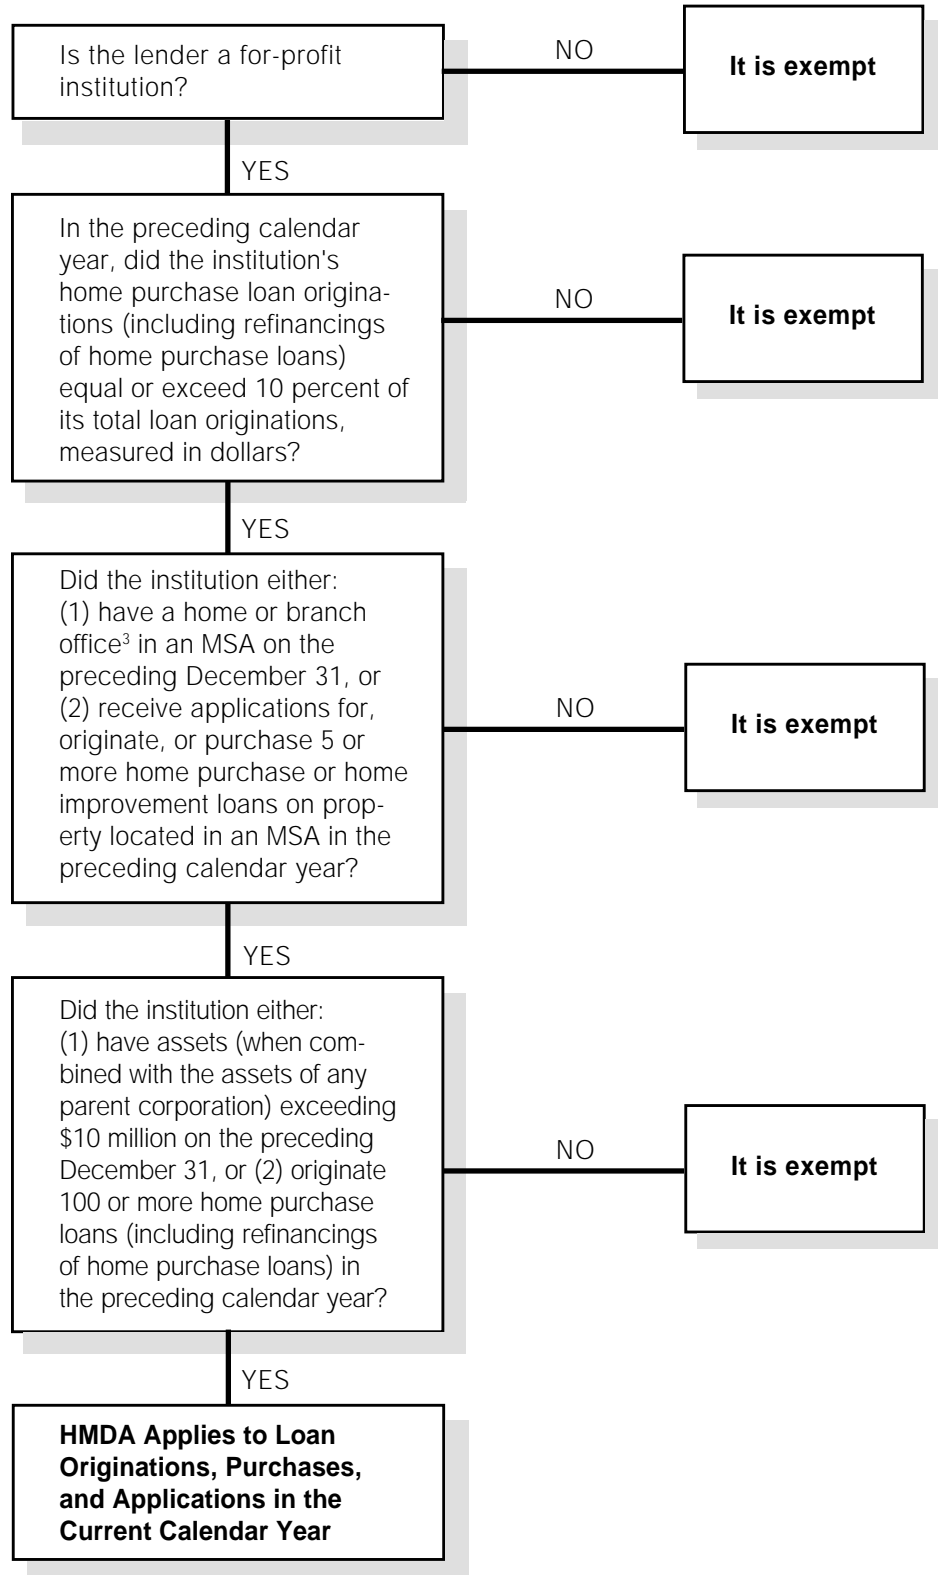 Is the lender a for-profit
institution?
NO
It is exempt
YES
In the preceding calendar
year, did the institution's
home purchase loan origina-
tions (including refinancings
of home purchase loans)
equal or exceed 10 percent of
its total loan originations,
measured in dollars?
NO
It is exempt
YES
Did the institution either:
(1) have a home or branch
office³ in an MSA on the
preceding December 31, or
(2) receive applications for,
originate, or purchase 5 or
more home purchase or home
improvement loans on prop-
erty located in an MSA in the
preceding calendar year?
NO
It is exempt
YES
Did the institution either:
(1) have assets (when com-
bined with the assets of any
parent corporation) exceeding
$10 million on the preceding
December 31, or (2) originate
100 or more home purchase
loans (including refinancings
of home purchase loans) in
the preceding calendar year?
NO
It is exempt
YES
HMDA Applies to Loan
Originations, Purchases,
and Applications in the
Current Calendar Year